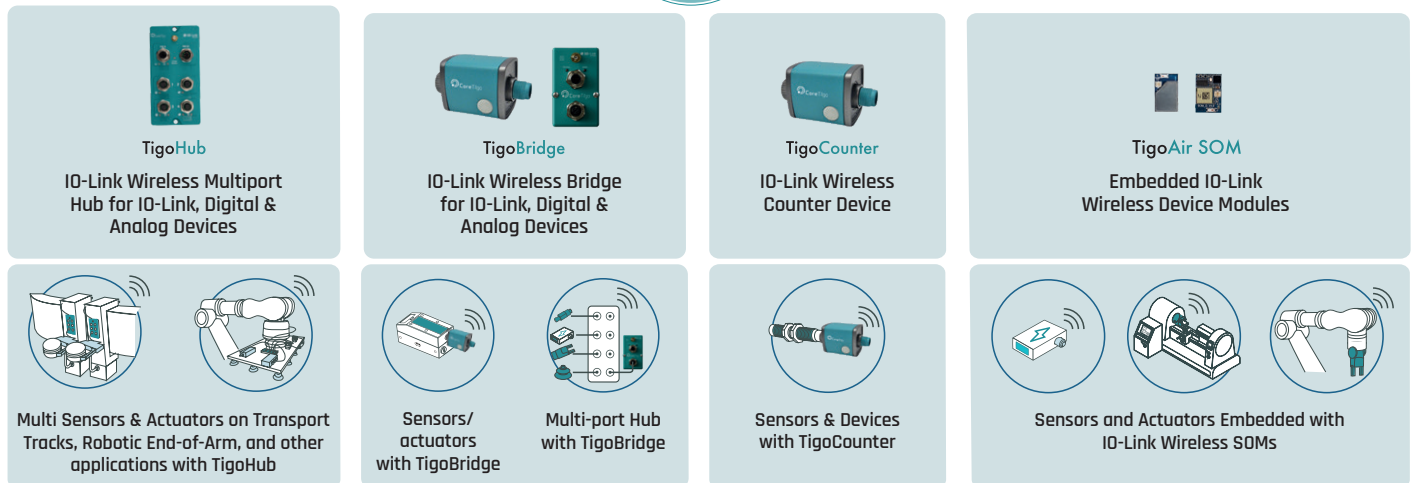 TigoHub
IO-Link Wireless Multiport
Hub for IO-Link, Digital &
Analog Devices
TigoBridge
IO-Link Wireless Bridge
for IO-Link, Digital &
Analog Devices
TigoCounter
IO-Link Wireless
Counter Device
TigoAir SOM
Embedded IO-Link
Wireless Device Modules
Multi Sensors & Actuators on Transport
Tracks, Robotic End-of-Arm, and other
applications with TigoHub
Sensors/
actuators
with TigoBridge
Multi-port Hub
with TigoBridge
Sensors & Devices
with TigoCounter
Sensors and Actuators Embedded with
IO-Link Wireless SOMs